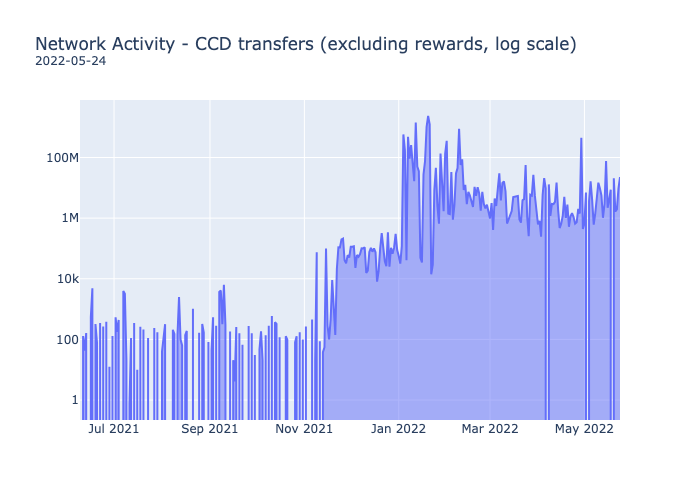 Network Activity - CCD transfers (excluding rewards, log scale)
2022-05-24
100M
1M
10k
100
1
Jul 2021 Sep 2021 Nov 2021 Jan 2022 Mar 2022 May 2022